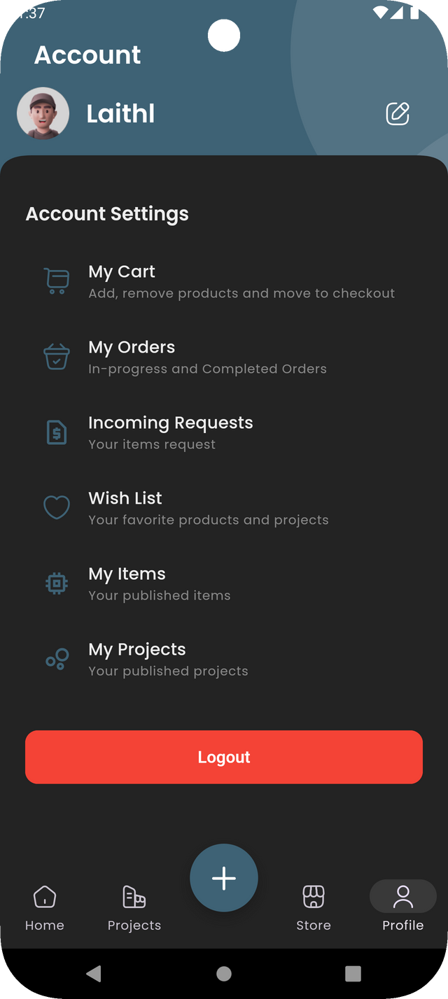 :37
Account
Laithl
Account Settings
My Cart
Add, remove products and move to checkout
My Orders
In-progress and Completed Orders
Incoming Requests
Your items request
Wish List
Your favorite products and projects
My Items
Your published items
My Projects
Your published projects
Logout
Home
Projects
Store
Profile